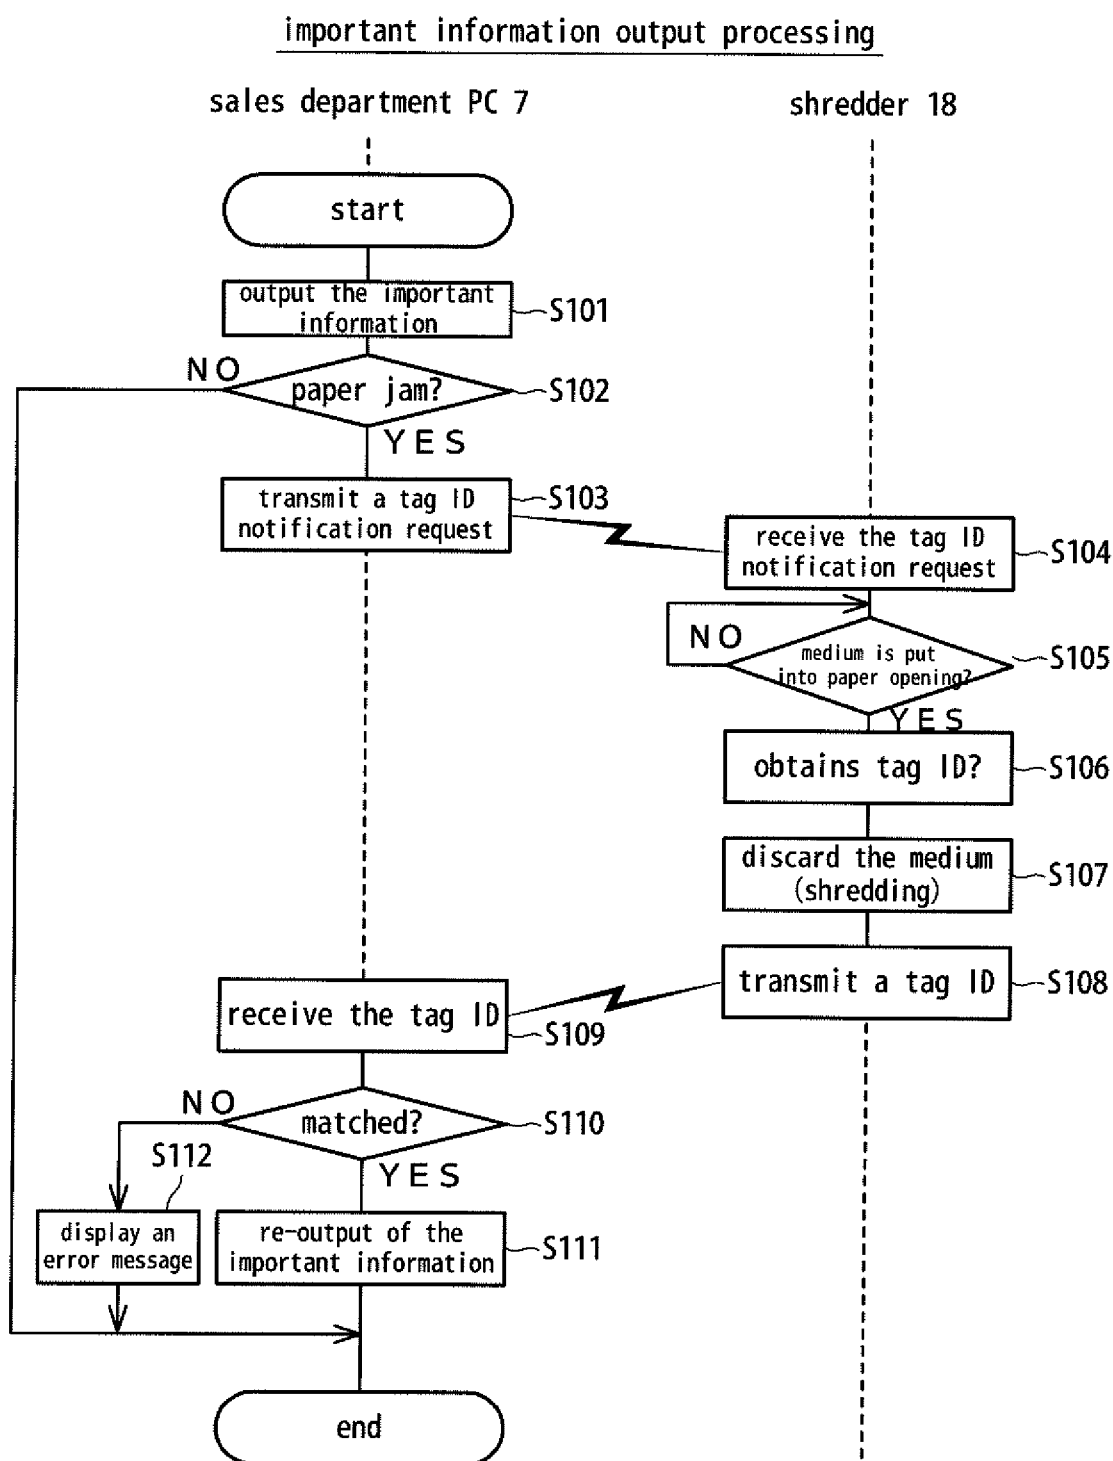 important information output processing
sales department PC 7
shredder 18
start
output the important
information
S101
NO
paper jam?
S102
YES
transmit a tag ID
notification request
S103
receive the tag ID
notification request
S104
NO
medium is put
into paper opening?
S105
YES
obtains tag ID?
S106
discard the medium
(shredding)
S107
transmit a tag ID
S108
receive the tag ID
S109
NO
matched?
S110
YES
S112
display an
error message
re-output of the
important information
S111
end